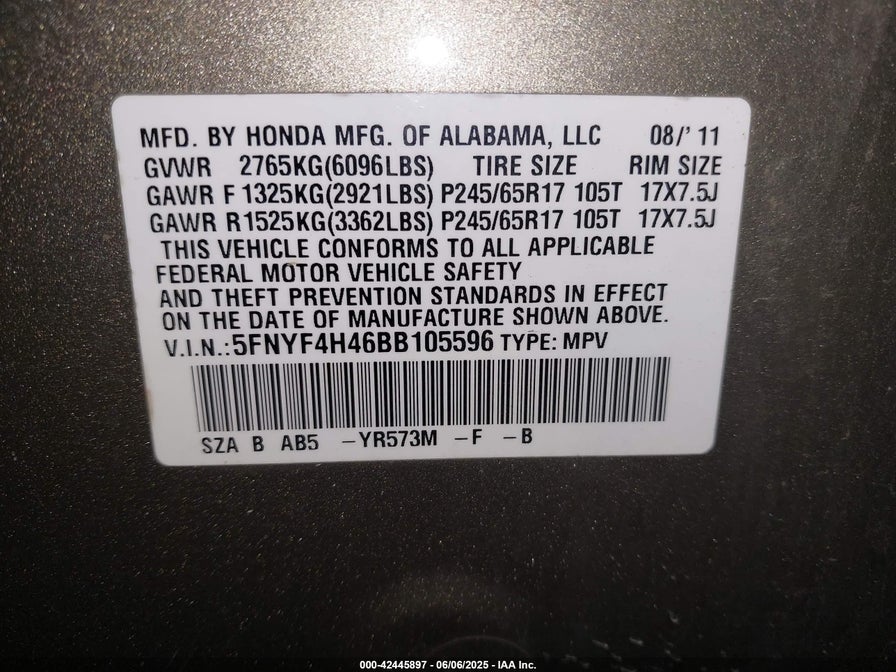 MFD. BY HONDA MFG. OF ALABAMA, LLC 08/'11
GVWR 2765KG(6096LBS) TIRE SIZE RIM SIZE
GAWR F 1325KG(2921LBS) P245/65R17 105T 17X7.5J
GAWR R1525KG(3362LBS) P245/65R17 105T 17X7.5J
THIS VEHICLE CONFORMS TO ALL APPLICABLE
FEDERAL MOTOR VEHICLE SAFETY
AND THEFT PREVENTION STANDARDS IN EFFECT
ON THE DATE OF MANUFACTURE SHOWN ABOVE.
V.I.N.:5FNYF4H46BB105596 TYPE: MPV
SZA B AB5 -YR573M -F -B
000-42445897 - 06/06/2025 - IAA Inc.